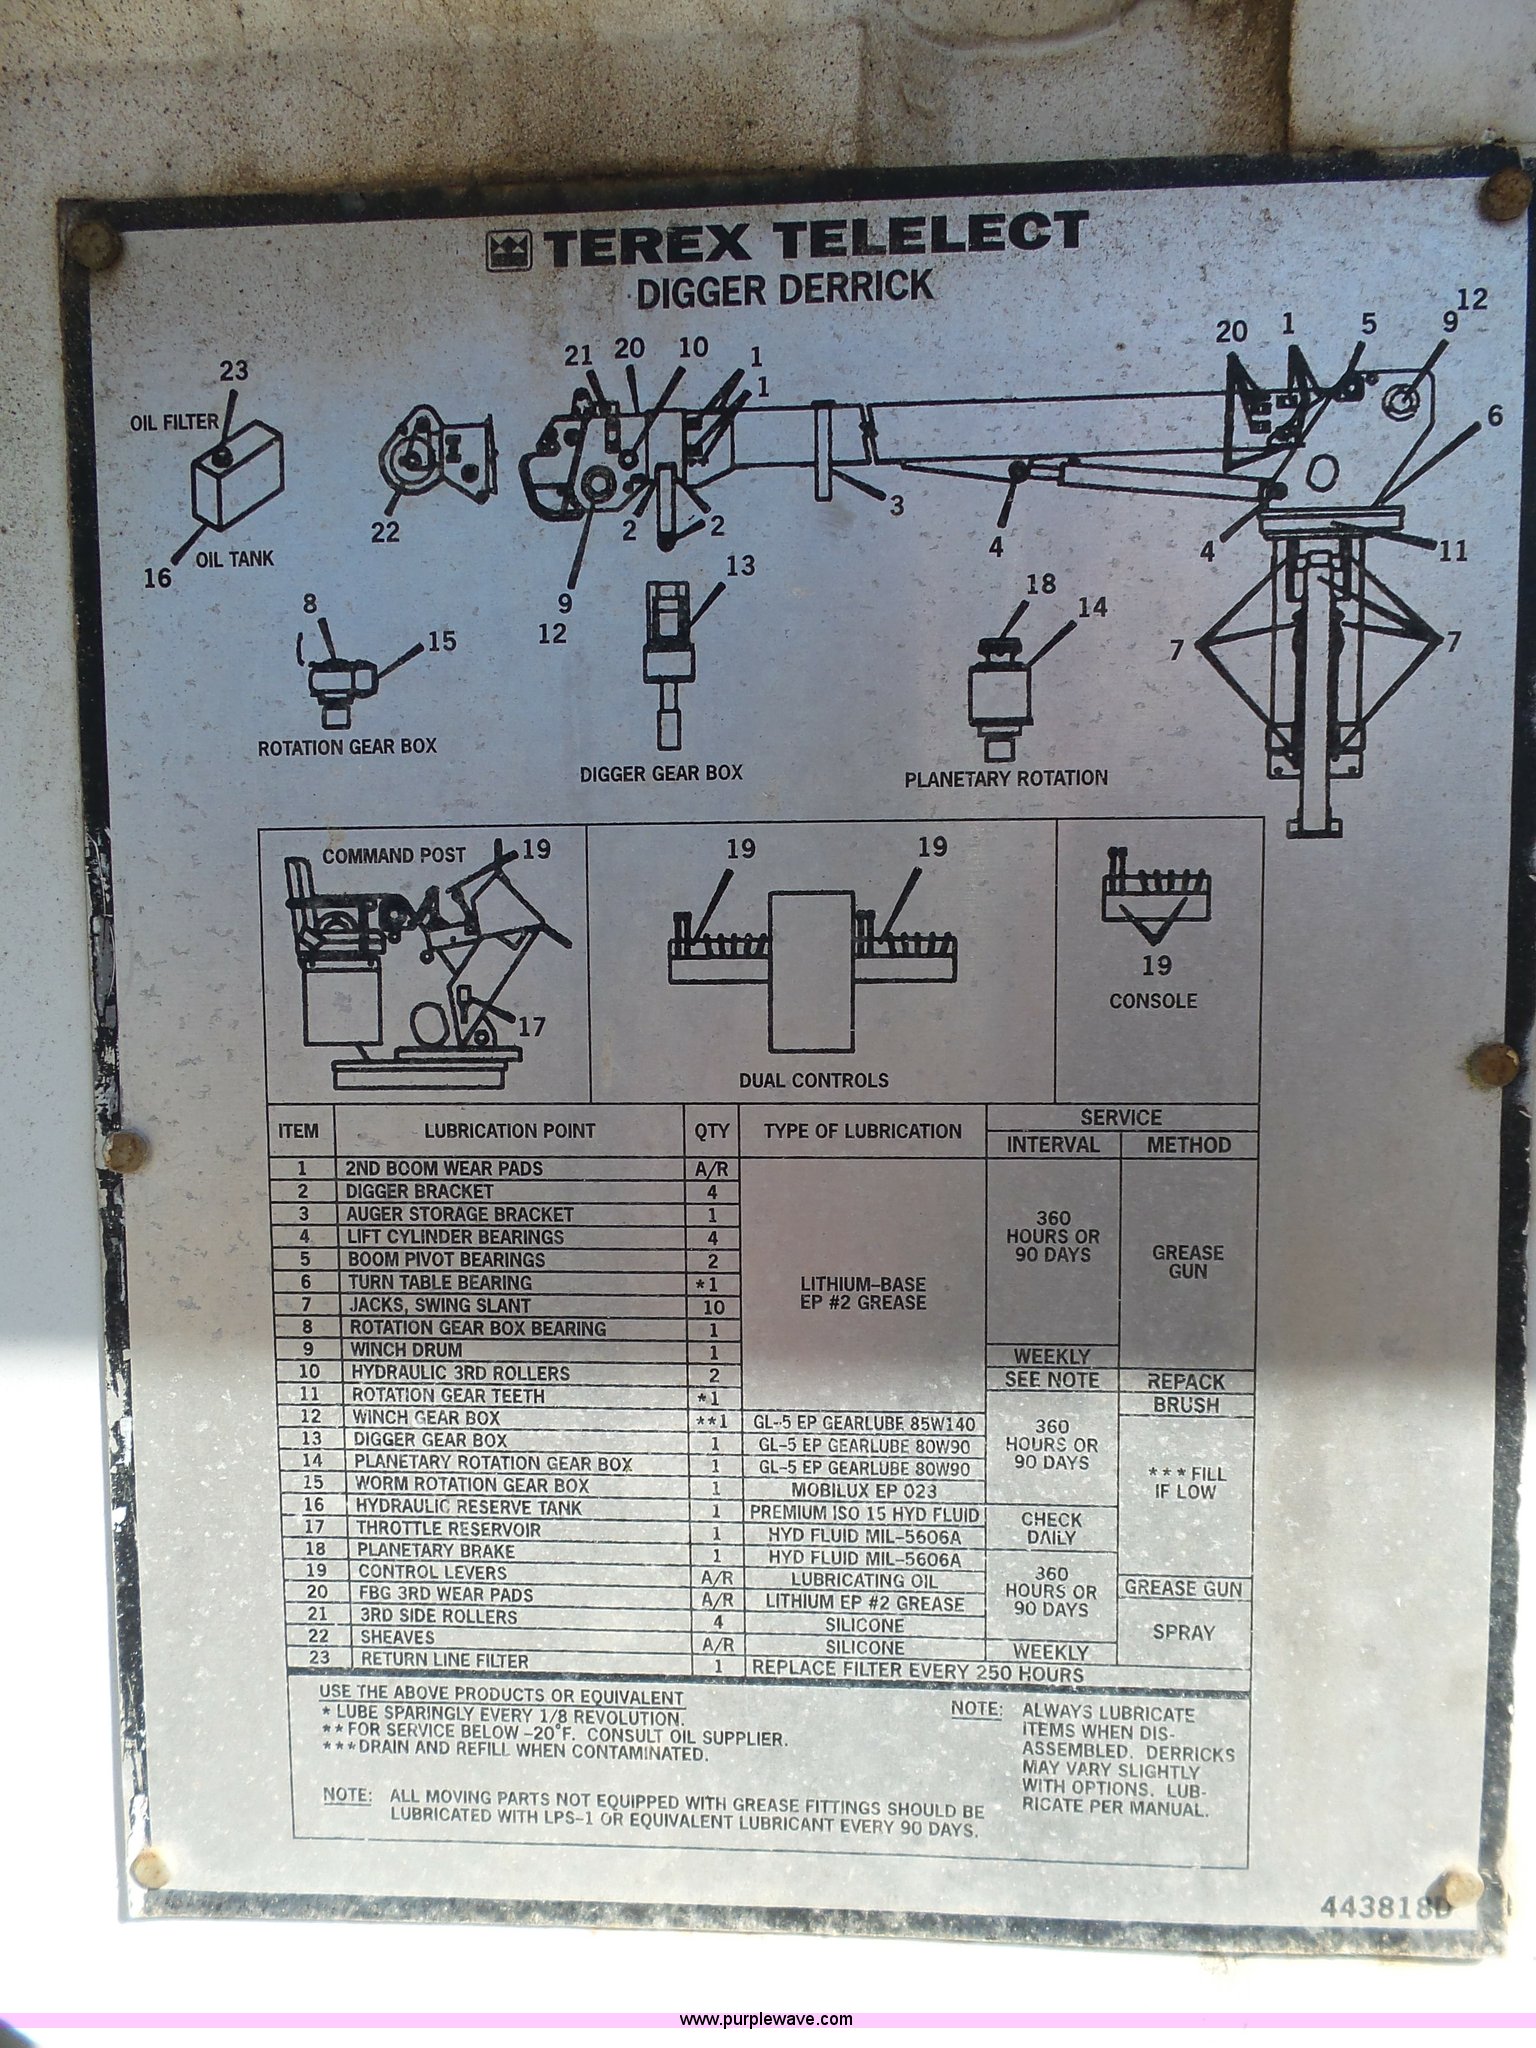 TEREX TELELECT
DIGGER DERRICK
23
OIL FILTER
16
OIL TANK
22
21 20 10 1
1
2 2
3
9
12
4
20 1 5 9 12
6
4
11
7 7
8 15
ROTATION GEAR BOX
13
DIGGER GEAR BOX
18
14
PLANETARY ROTATION
COMMAND POST 19
17
19 19
DUAL CONTROLS
19
CONSOLE
ITEM LUBRICATION POINT QTY TYPE OF LUBRICATION SERVICE
INTERVAL METHOD
1 2ND BOOM WEAR PADS A/R
2 DIGGER BRACKET 4
3 AUGER STORAGE BRACKET 1
4 LIFT CYLINDER BEARINGS 4
5 BOOM PIVOT BEARINGS 2
6 TURN TABLE BEARING *1
7 JACKS, SWING SLANT 10
8 ROTATION GEAR BOX BEARING 1
9 WINCH DRUM 1
10 HYDRAULIC 3RD ROLLERS 2
11 ROTATION GEAR TEETH *1
LITHIUM-BASE
EP #2 GREASE
360
HOURS OR
90 DAYS
GREASE
GUN
WEEKLY
SEE NOTE REPACK
BRUSH
12 WINCH GEAR BOX **1 GL-5 EP GEARLUBE 85W140
13 DIGGER GEAR BOX 1 GL-5 EP GEARLUBE 80W90
14 PLANETARY ROTATION GEAR BOX 1 GL-5 EP GEARLUBE 80W90
15 WORM ROTATION GEAR BOX 1 MOBILUX EP 023
360
HOURS OR
90 DAYS
***FILL
IF LOW
16 HYDRAULIC RESERVE TANK 1 PREMIUM ISO 15 HYD FLUID
17 THROTTLE RESERVOIR 1 HYD FLUID MIL-5606A
CHECK
DAILY
18 PLANETARY BRAKE 1 HYD FLUID MIL-5606A
19 CONTROL LEVERS A/R LUBRICATING OIL
20 FBG 3RD WEAR PADS A/R LITHIUM EP #2 GREASE
21 3RD SIDE ROLLERS 4 SILICONE
360
HOURS OR
90 DAYS
GREASE GUN
SPRAY
22 SHEAVES A/R SILICONE WEEKLY
23 RETURN LINE FILTER 1 REPLACE FILTER EVERY 250 HOURS
USE THE ABOVE PRODUCTS OR EQUIVALENT
* LUBE SPARINGLY EVERY 1/8 REVOLUTION.
**FOR SERVICE BELOW -20°F. CONSULT OIL SUPPLIER.
***DRAIN AND REFILL WHEN CONTAMINATED.
NOTE: ALL MOVING PARTS NOT EQUIPPED WITH GREASE FITTINGS SHOULD BE
LUBRICATED WITH LPS-1 OR EQUIVALENT LUBRICANT EVERY 90 DAYS.
NOTE: ALWAYS LUBRICATE
ITEMS WHEN DIS-
ASSEMBLED. DERRICKS
MAY VARY SLIGHTLY
WITH OPTIONS. LUB-
RICATE PER MANUAL.
443818D
www.purplewave.com